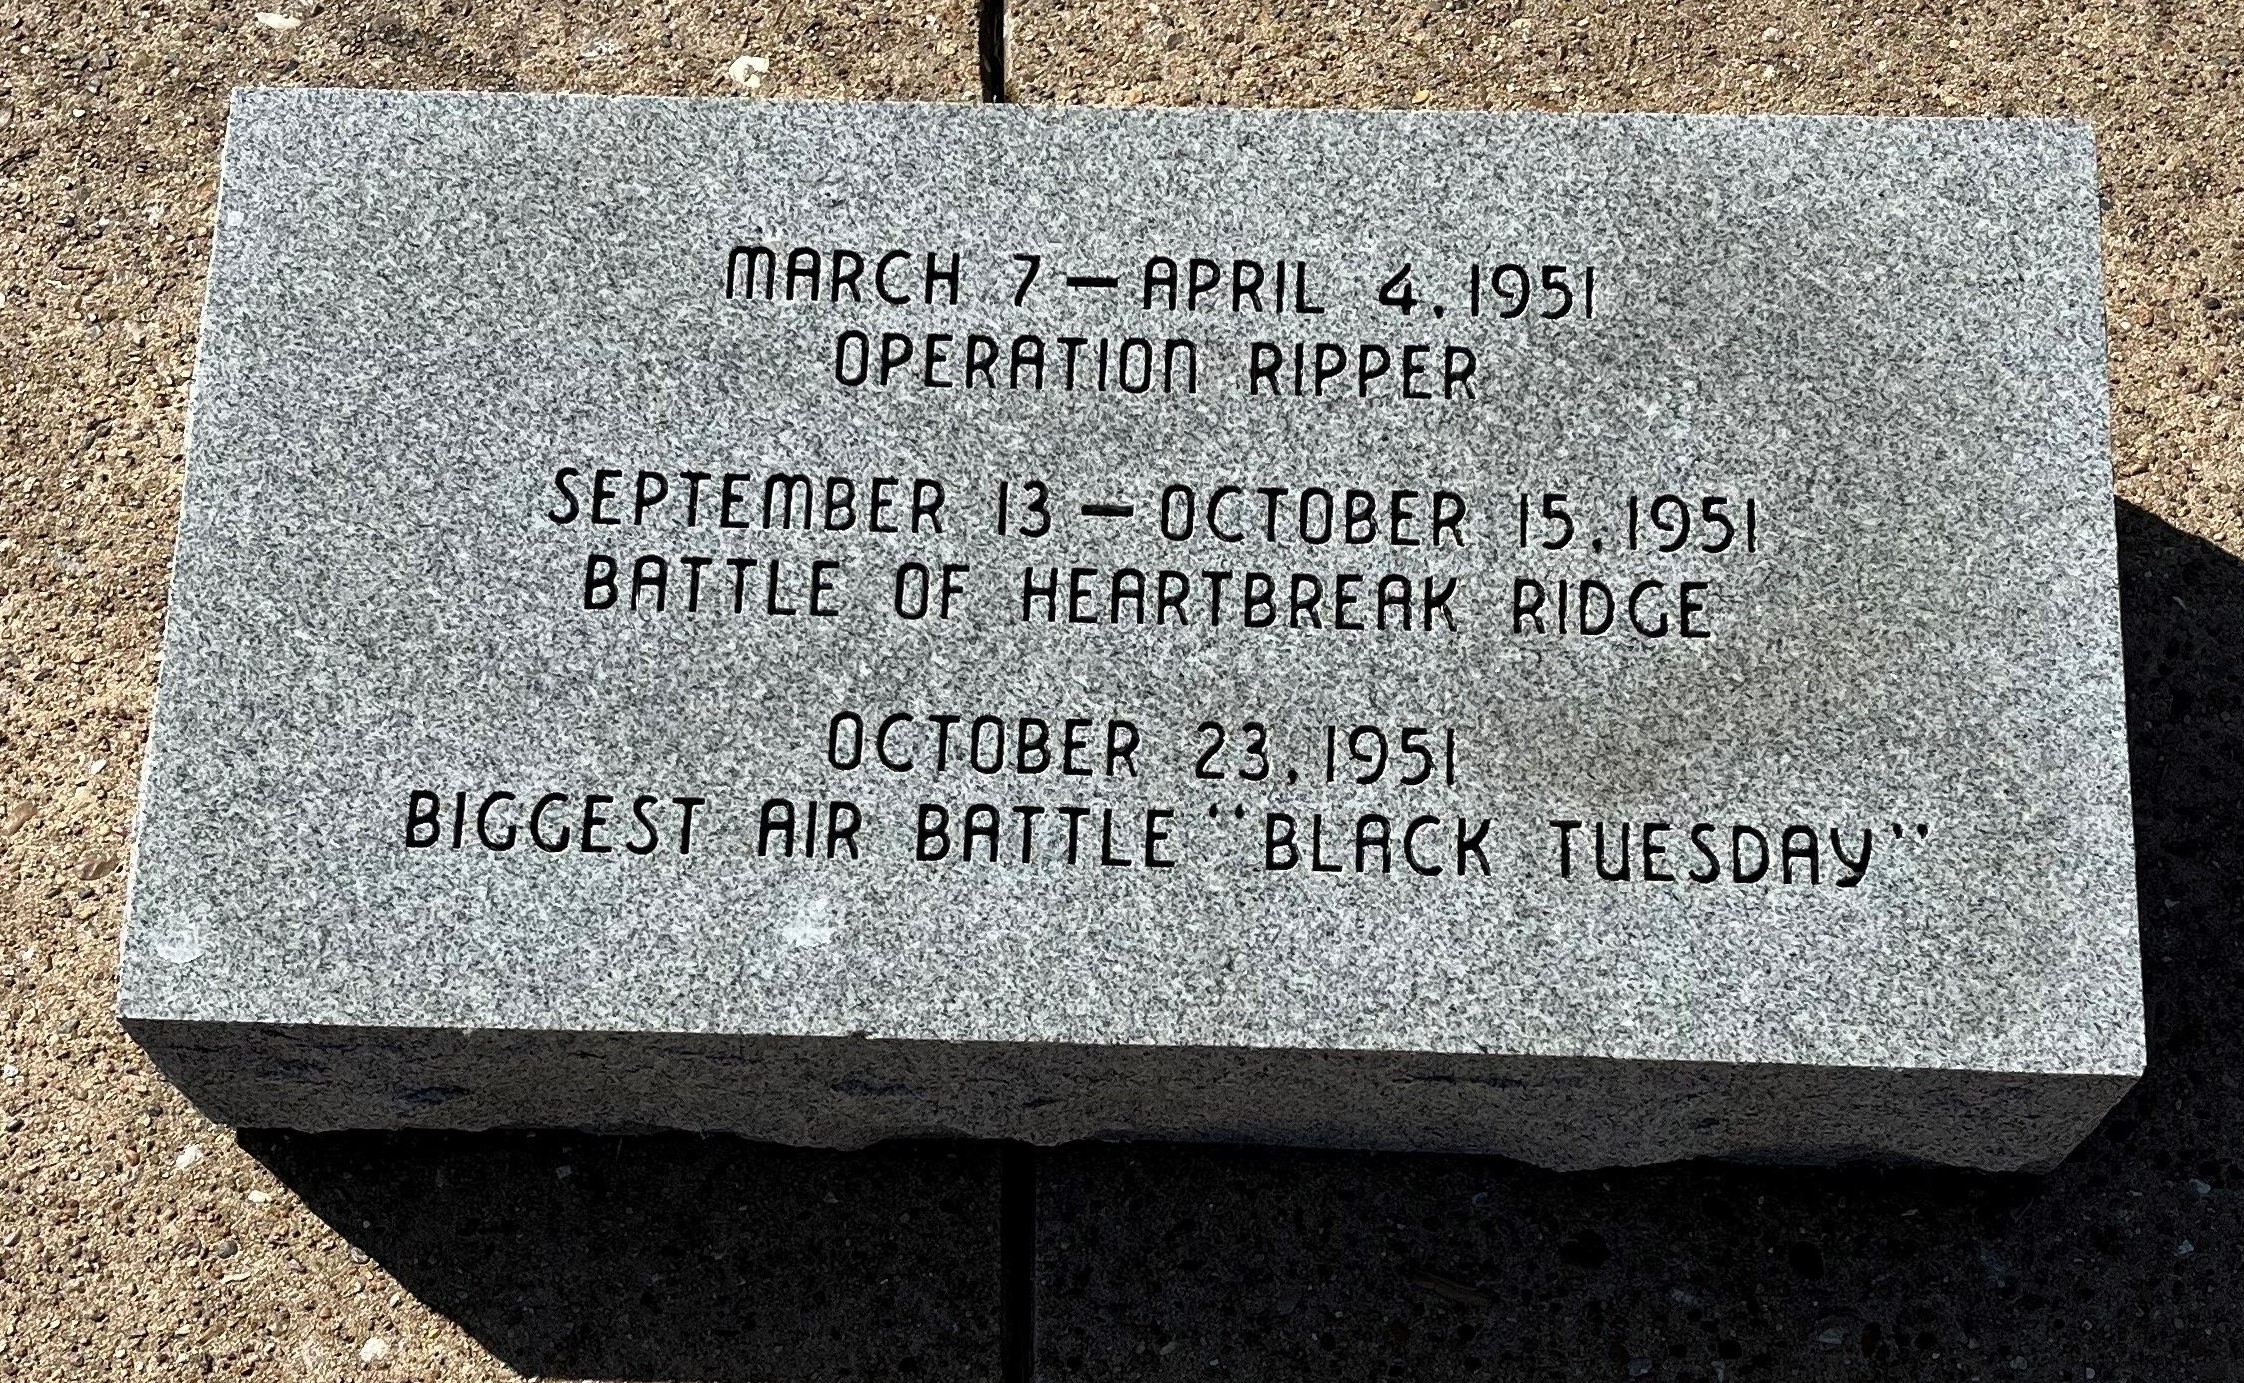 MARCH 7 — APRIL 4, 1951
OPERATION RIPPER
SEPTEMBER 13 — OCTOBER 15, 1951
BATTLE OF HEARTBREAK RIDGE
OCTOBER 23, 1951
BIGGEST AIR BATTLE “BLACK TUESDAY”